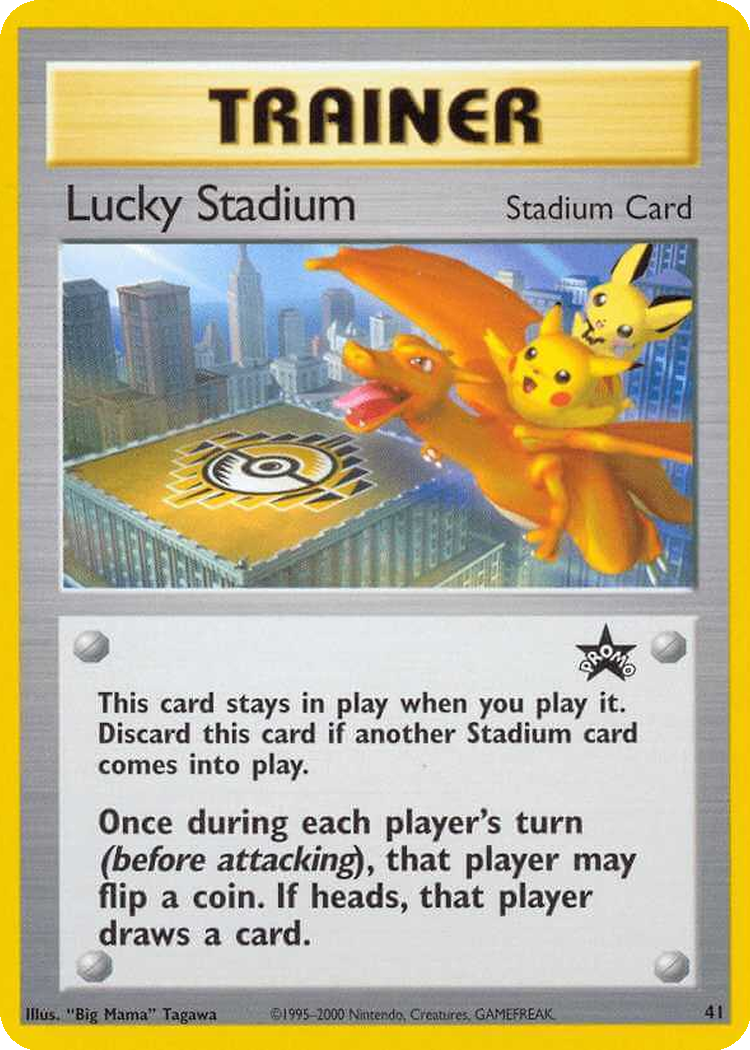 TRAINER
Lucky Stadium
Stadium Card
PROMO
This card stays in play when you play it.
Discard this card if another Stadium card
comes into play.
Once during each player's turn
(before attacking), that player may
flip a coin. If heads, that player
draws a card.
Illus. "Big Mama" Tagawa
©1995-2000 Nintendo, Creatures, GAMEFREAK.
41